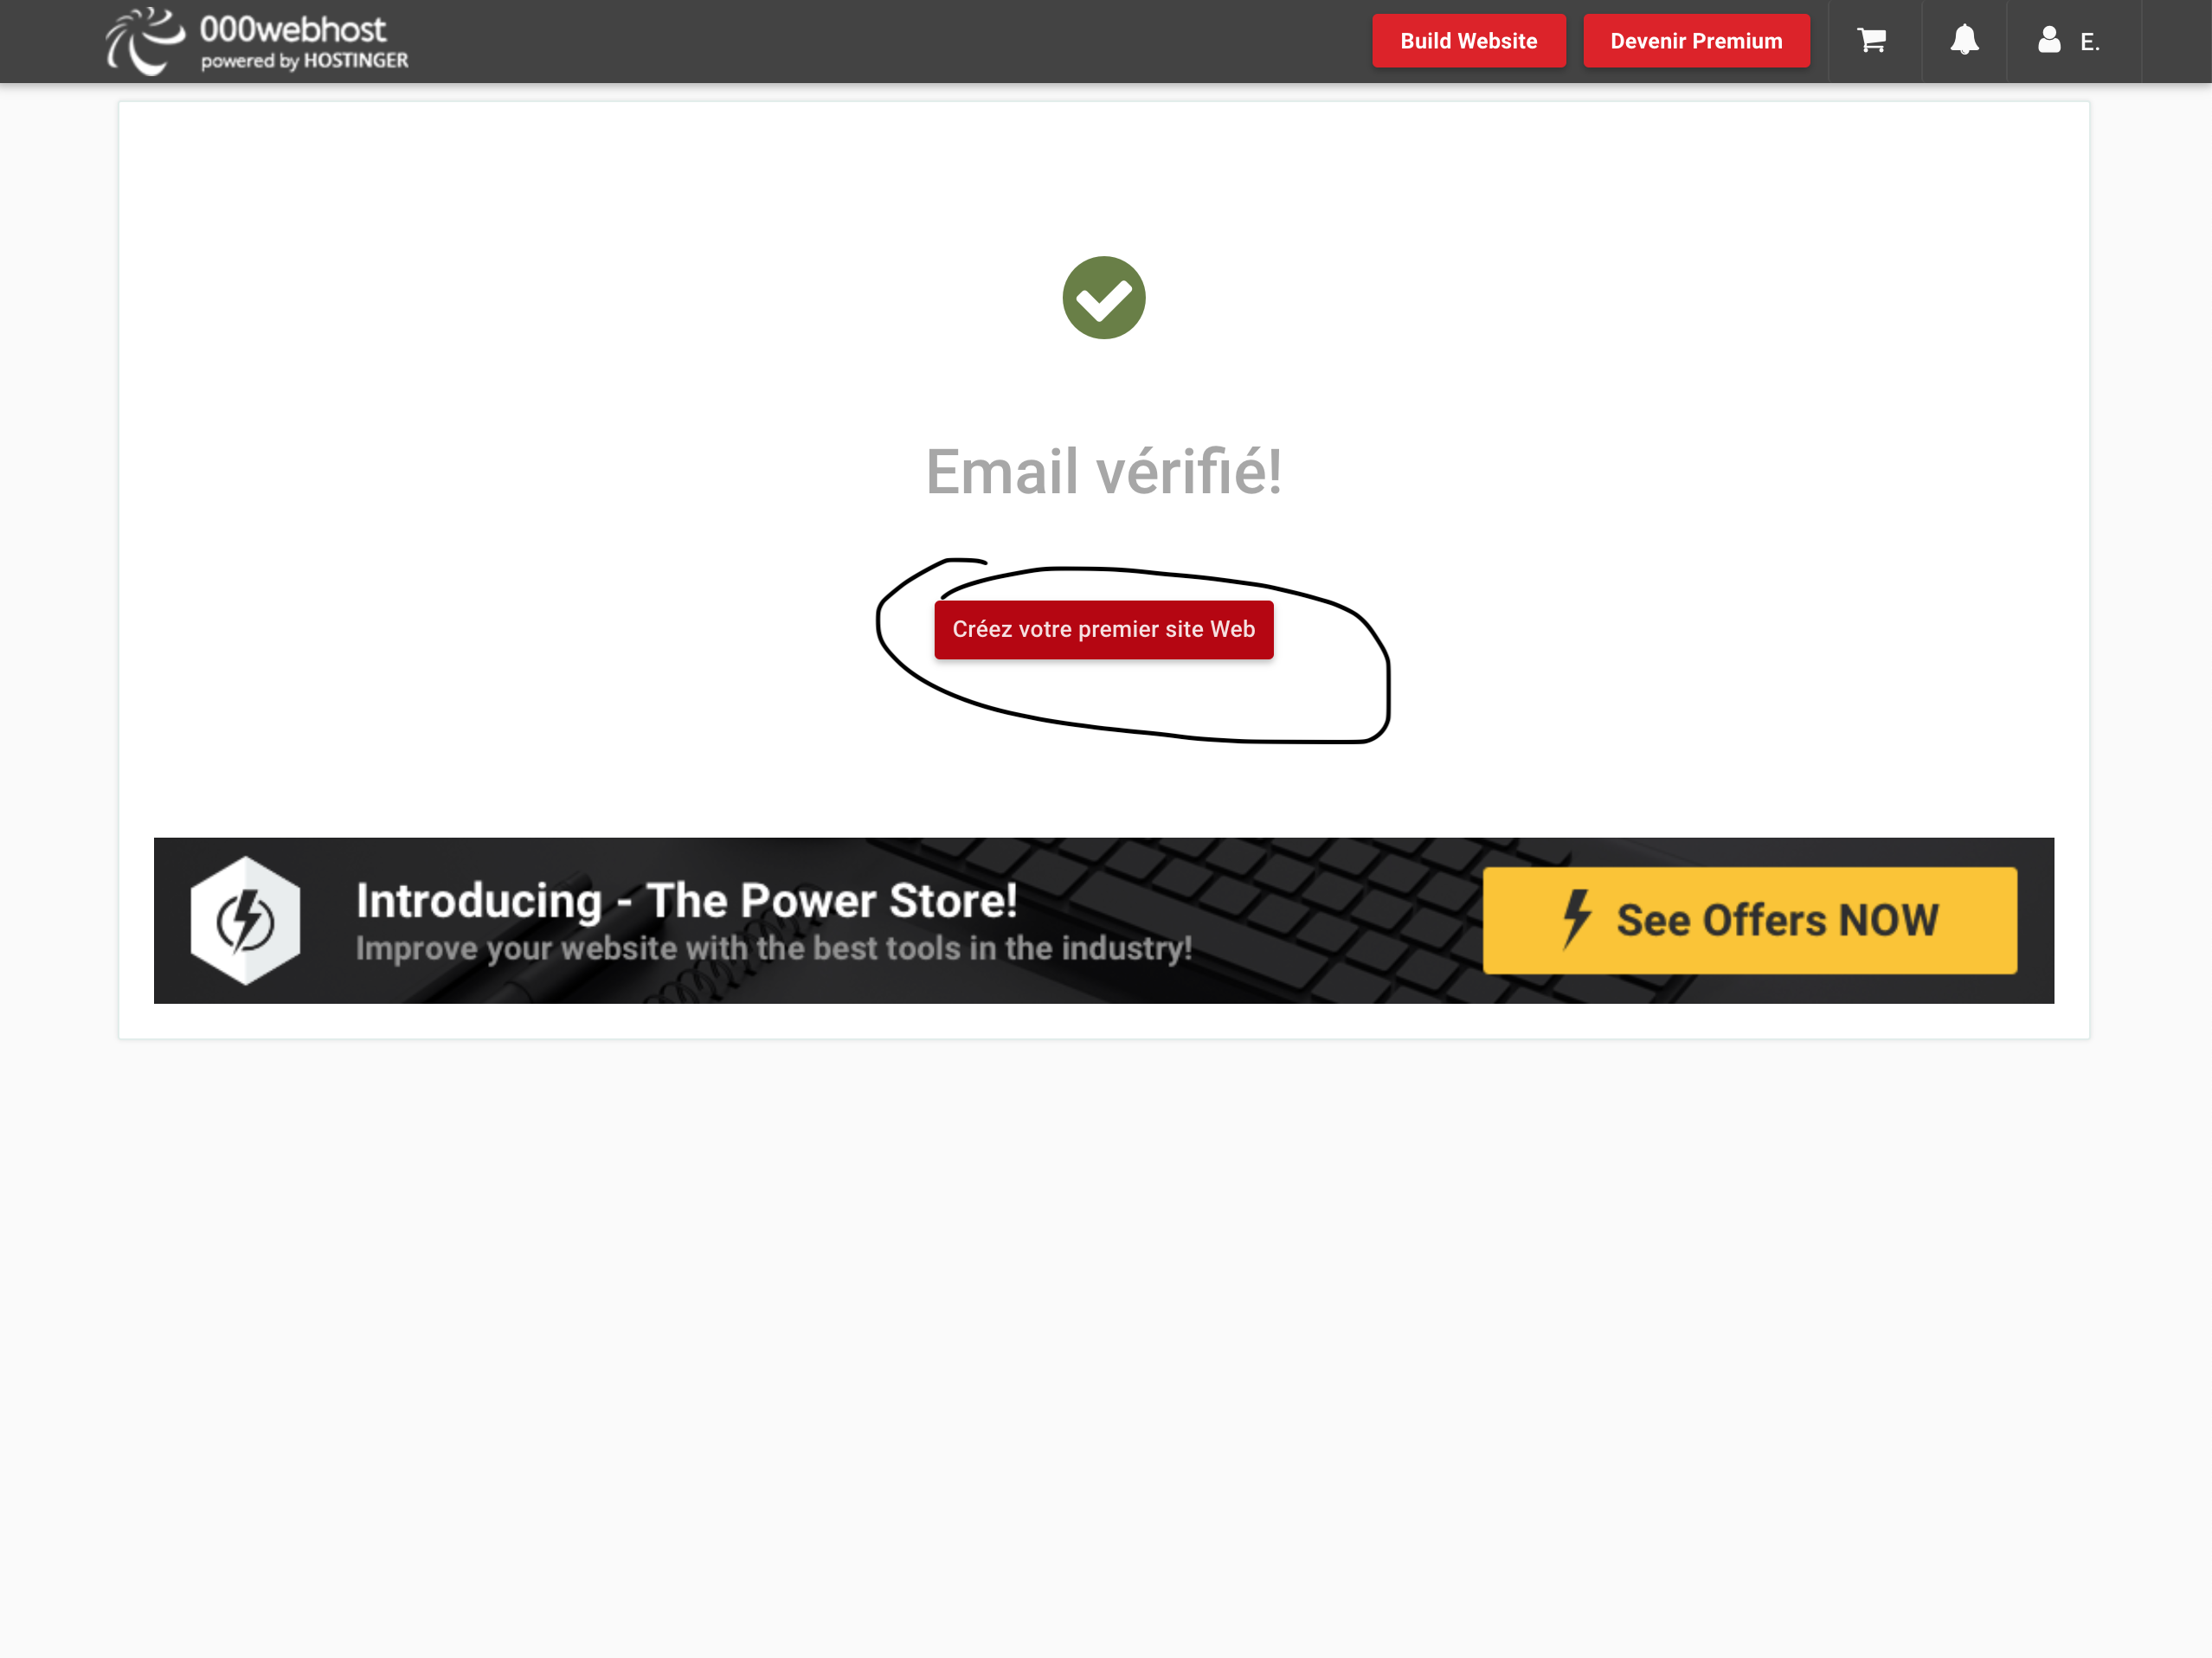 000webhost
powered by HOSTINGER
Build Website
Devenir Premium
E.
Email vérifié!
Créez votre premier site Web
Introducing - The Power Store!
Improve your website with the best tools in the industry!
See Offers NOW